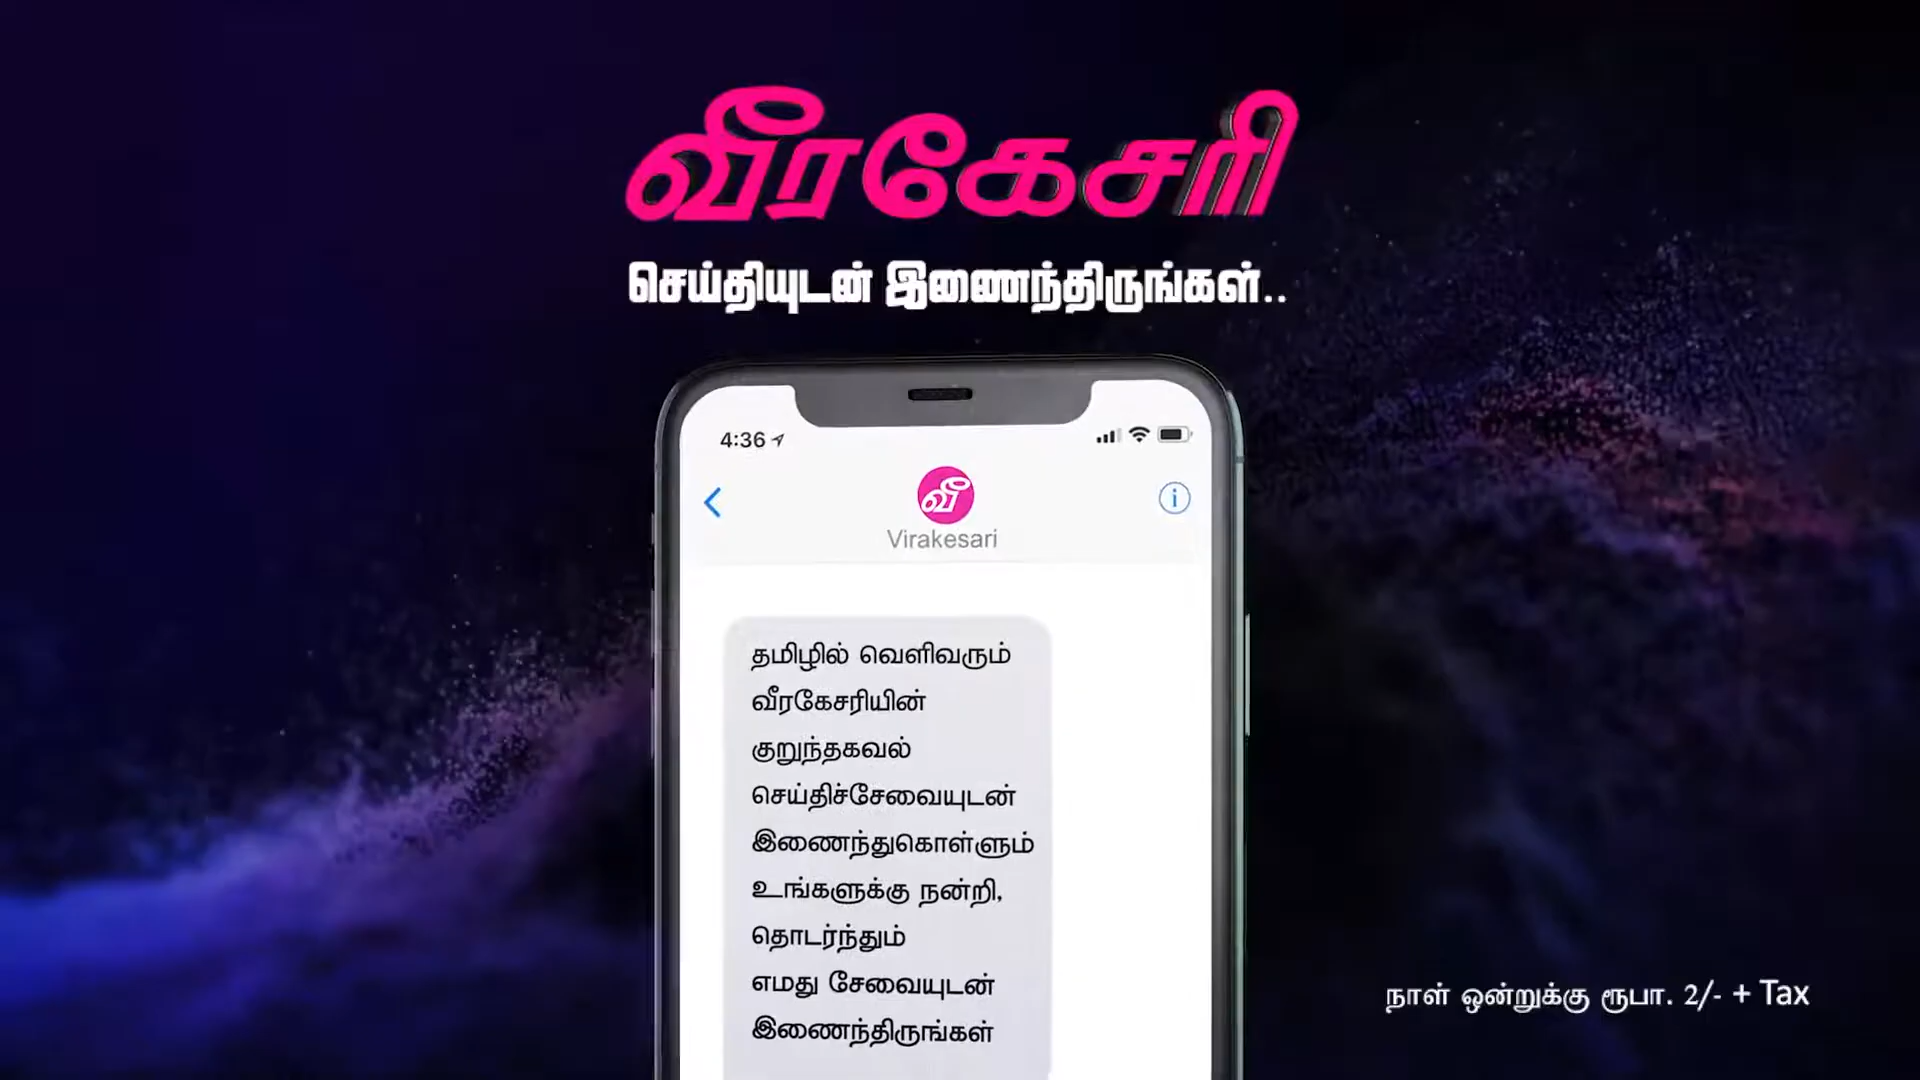 வீரகேசரி
செய்தியுடன் இணைந்திருங்கள்..
4:36
வீ
Virakesari
தமிழில் வெளிவரும்
வீரகேசரியின்
குறுந்தகவல்
செய்திச்சேவையுடன்
இணைந்துகொள்ளும்
உங்களுக்கு நன்றி,
தொடர்ந்தும்
எமது சேவையுடன்
இணைந்திருங்கள்
நாள் ஒன்றுக்கு ரூபா. 2/- + Tax